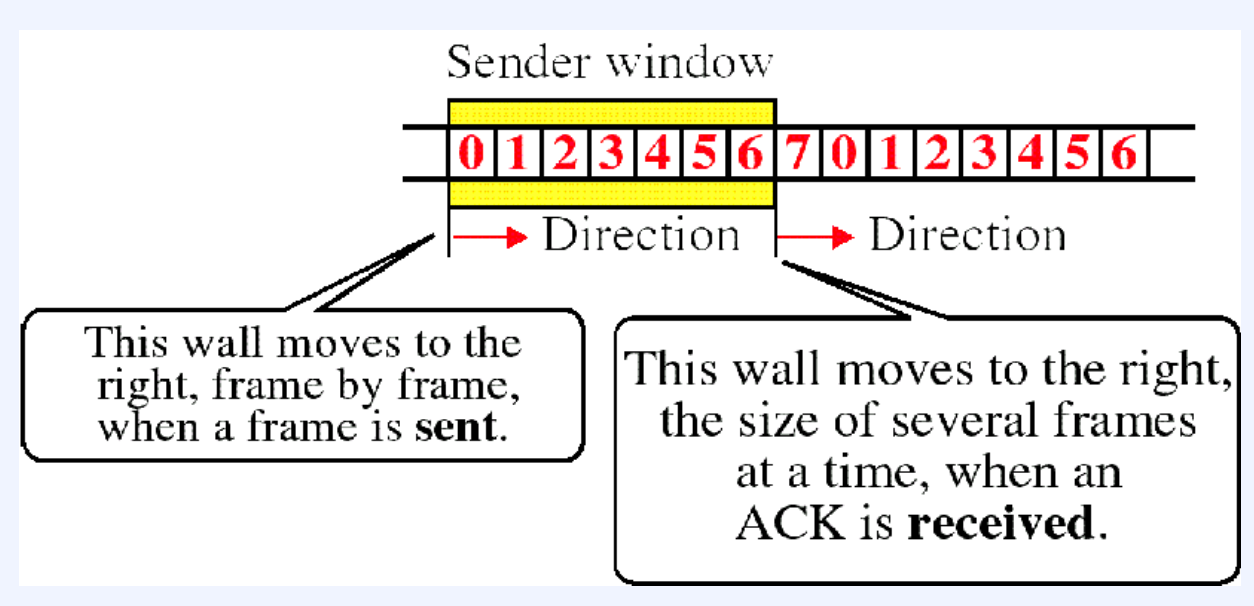 Sender window
0 1 2 3 4 5 6 7 0 1 2 3 4 5 6
Direction Direction
This wall moves to the
right, frame by frame,
when a frame is sent.
This wall moves to the right,
the size of several frames
at a time, when an
ACK is received.